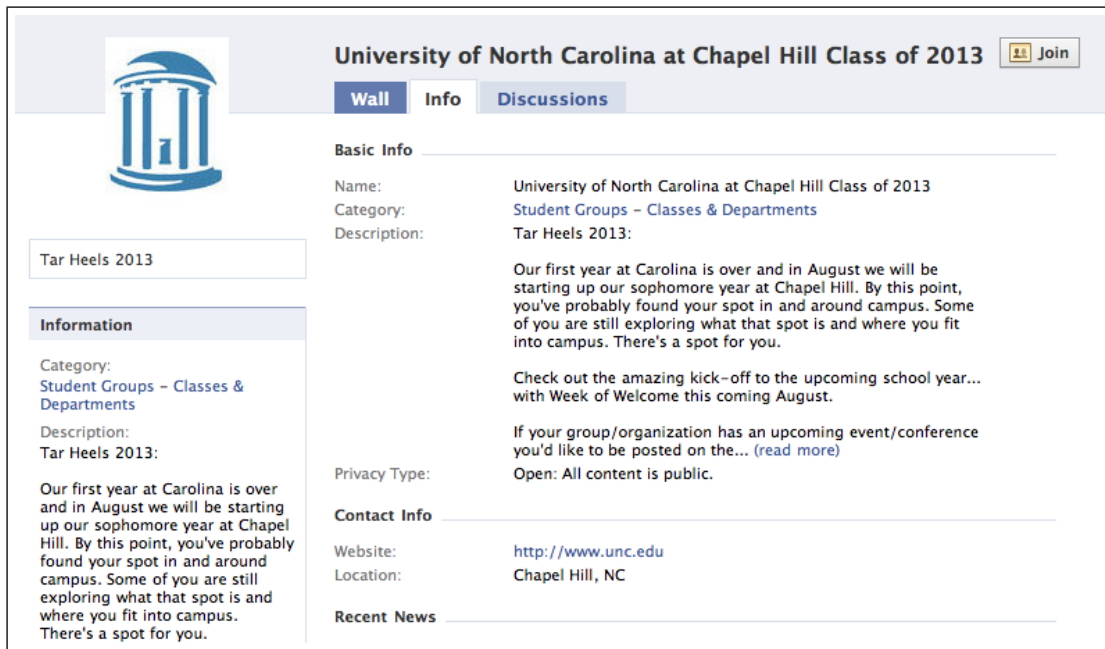 University of North Carolina at Chapel Hill Class of 2013
Join
Wall
Info
Discussions
Tar Heels 2013
Information
Category:
Student Groups – Classes &
Departments
Description:
Tar Heels 2013:
Our first year at Carolina is over
and in August we will be starting
up our sophomore year at Chapel
Hill. By this point, you've probably
found your spot in and around
campus. Some of you are still
exploring what that spot is and
where you fit into campus.
There's a spot for you.
Basic Info
Name: University of North Carolina at Chapel Hill Class of 2013
Category: Student Groups – Classes & Departments
Description: Tar Heels 2013:
Our first year at Carolina is over and in August we will be
starting up our sophomore year at Chapel Hill. By this point,
you've probably found your spot in and around campus. Some
of you are still exploring what that spot is and where you fit
into campus. There's a spot for you.
Check out the amazing kick-off to the upcoming school year...
with Week of Welcome this coming August.
If your group/organization has an upcoming event/conference
you'd like to be posted on the... (read more)
Privacy Type: Open: All content is public.
Contact Info
Website: http://www.unc.edu
Location: Chapel Hill, NC
Recent News